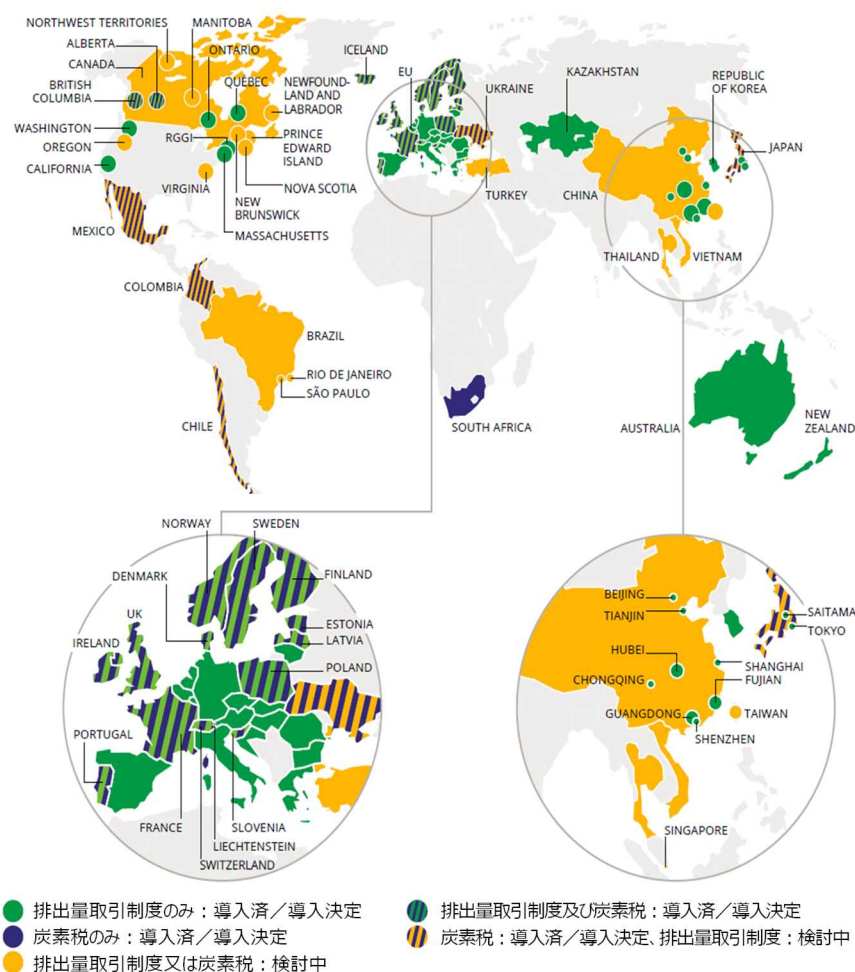 NORTHWEST TERRITORIES
MANITOBA
ALBERTA
ONTARIO
CANADA
BRITISH
COLUMBIA
QUÉBEC
NEWFOUND-
LAND AND
LABRADOR
WASHINGTON
OREGON
CALIFORNIA
RGGI
PRINCE
EDWARD
ISLAND
VIRGINIA
NOVA SCOTIA
NEW
BRUNSWICK
MASSACHUSETTS
MEXICO
ICELAND
EU
UKRAINE
KAZAKHSTAN
REPUBLIC
OF KOREA
JAPAN
TURKEY
CHINA
THAILAND
VIETNAM
COLOMBIA
BRAZIL
RIO DE JANEIRO
SÃO PAULO
CHILE
SOUTH AFRICA
AUSTRALIA
NEW
ZEALAND
NORWAY
SWEDEN
DENMARK
FINLAND
UK
ESTONIA
LATVIA
IRELAND
POLAND
PORTUGAL
FRANCE
SLOVENIA
LIECHTENSTEIN
SWITZERLAND
BEIJING
TIANJIN
SAITAMA
TOKYO
HUBEI
SHANGHAI
CHONGQING
FUJIAN
GUANGDONG
TAIWAN
SHENZHEN
SINGAPORE
排出量取引制度のみ：導入済／導入決定
炭素税のみ：導入済／導入決定
排出量取引制度又は炭素税：検討中
排出量取引制度及び炭素税：導入済／導入決定
炭素税：導入済／導入決定、排出量取引制度：検討中